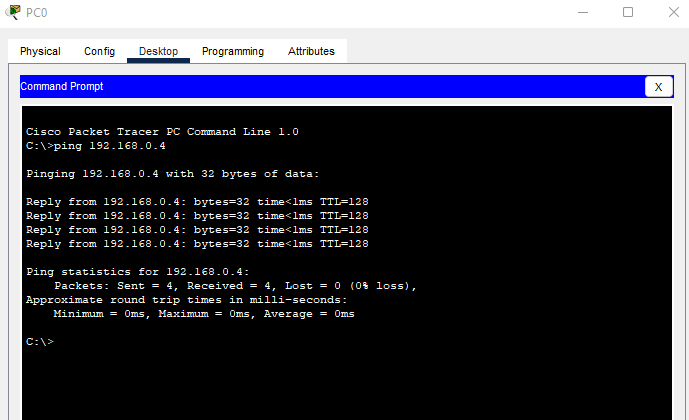 PC0
Physical Config Desktop Programming Attributes
Command Prompt X
Cisco Packet Tracer PC Command Line 1.0
C:\>ping 192.168.0.4
Pinging 192.168.0.4 with 32 bytes of data:
Reply from 192.168.0.4: bytes=32 time<1ms TTL=128
Reply from 192.168.0.4: bytes=32 time<1ms TTL=128
Reply from 192.168.0.4: bytes=32 time<1ms TTL=128
Reply from 192.168.0.4: bytes=32 time<1ms TTL=128
Ping statistics for 192.168.0.4:
Packets: Sent = 4, Received = 4, Lost = 0 (0% loss),
Approximate round trip times in milli-seconds:
Minimum = 0ms, Maximum = 0ms, Average = 0ms
C:\>